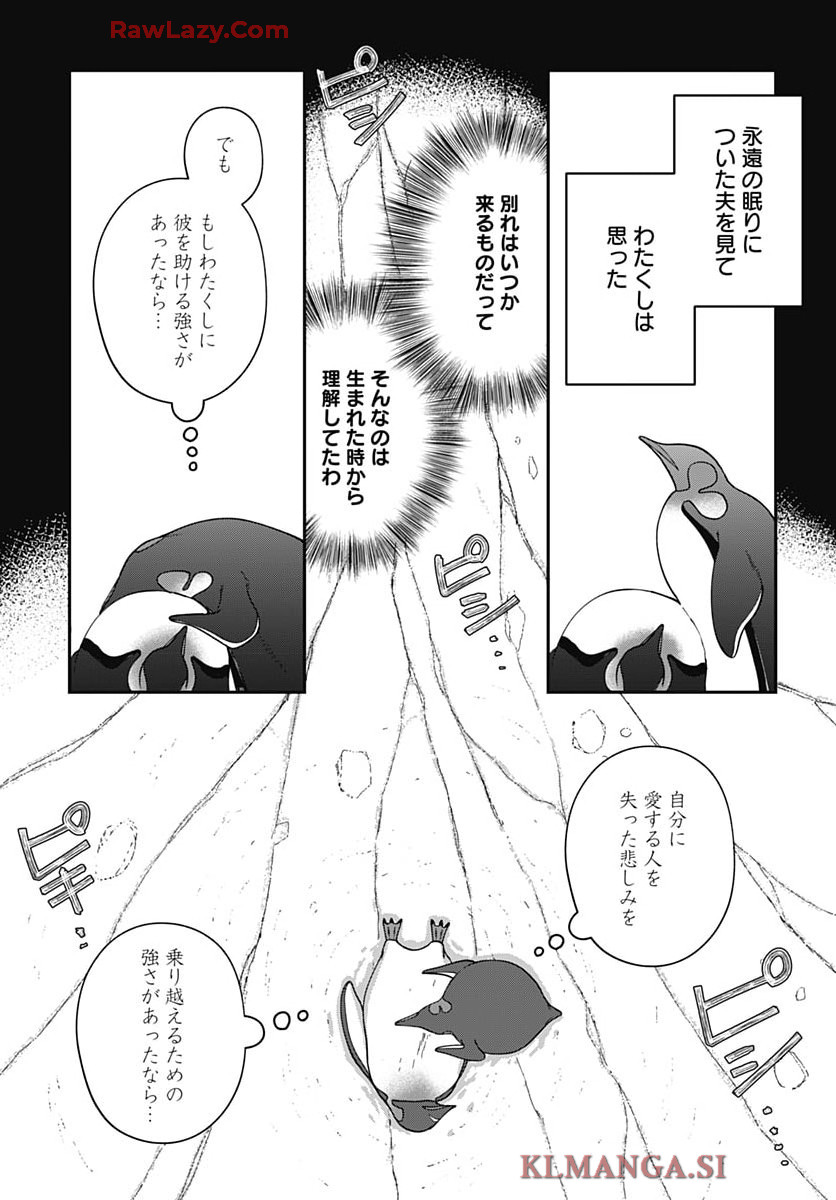 RawLazy.Com
永遠の眠りに
ついた夫を見て
わたくしは
思った
別れはいつか
来るものだって
そんなのは
生まれた時から
理解してたわ
ピシッ
でも
もしわたくしに
彼を助ける強さが
あったなら…
ピシッ…
自分に
愛する人を
失った悲しみを
乗り越えるための
強さがあったなら…
ピキ…
ピシッ…
KLMANGA.SI